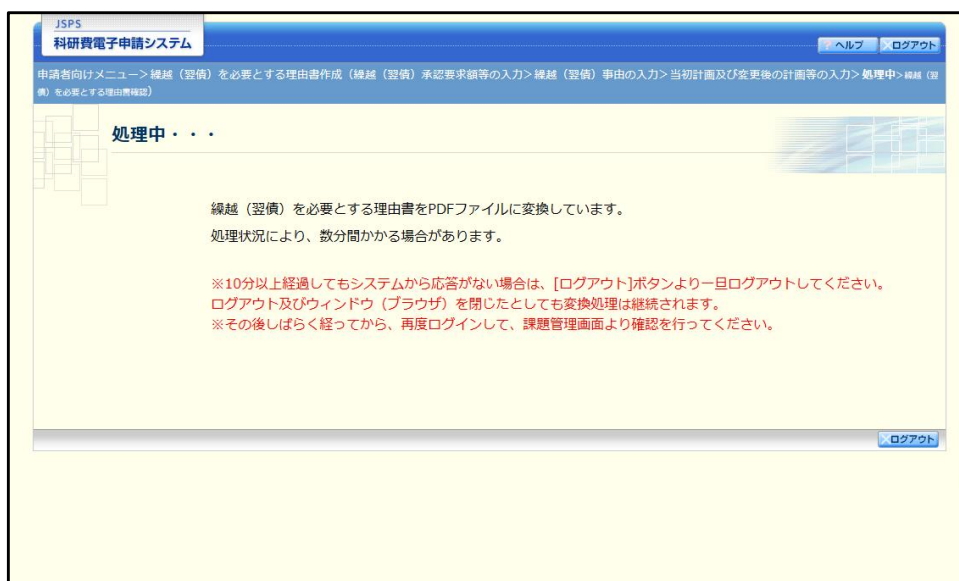 JSPS
科研費電子申請システム
? ヘルプ
×ログアウト
申請者向けメニュー＞繰越（翌債）を必要とする理由書作成（繰越（翌債）承認要求額等の入力＞繰越（翌債）事由の入力＞当初計画及び変更後の計画等の入力＞処理中＞繰越（翌
債）を必要とする理由書確認）
処理中・・・
繰越（翌債）を必要とする理由書をPDFファイルに変換しています。
処理状況により、数分間かかる場合があります。
※10分以上経過してもシステムから応答がない場合は、[ログアウト]ボタンより一旦ログアウトしてください。
ログアウト及びウィンドウ（ブラウザ）を閉じたとしても変換処理は継続されます。
※その後しばらく経ってから、再度ログインして、課題管理画面より確認を行ってください。
×ログアウト